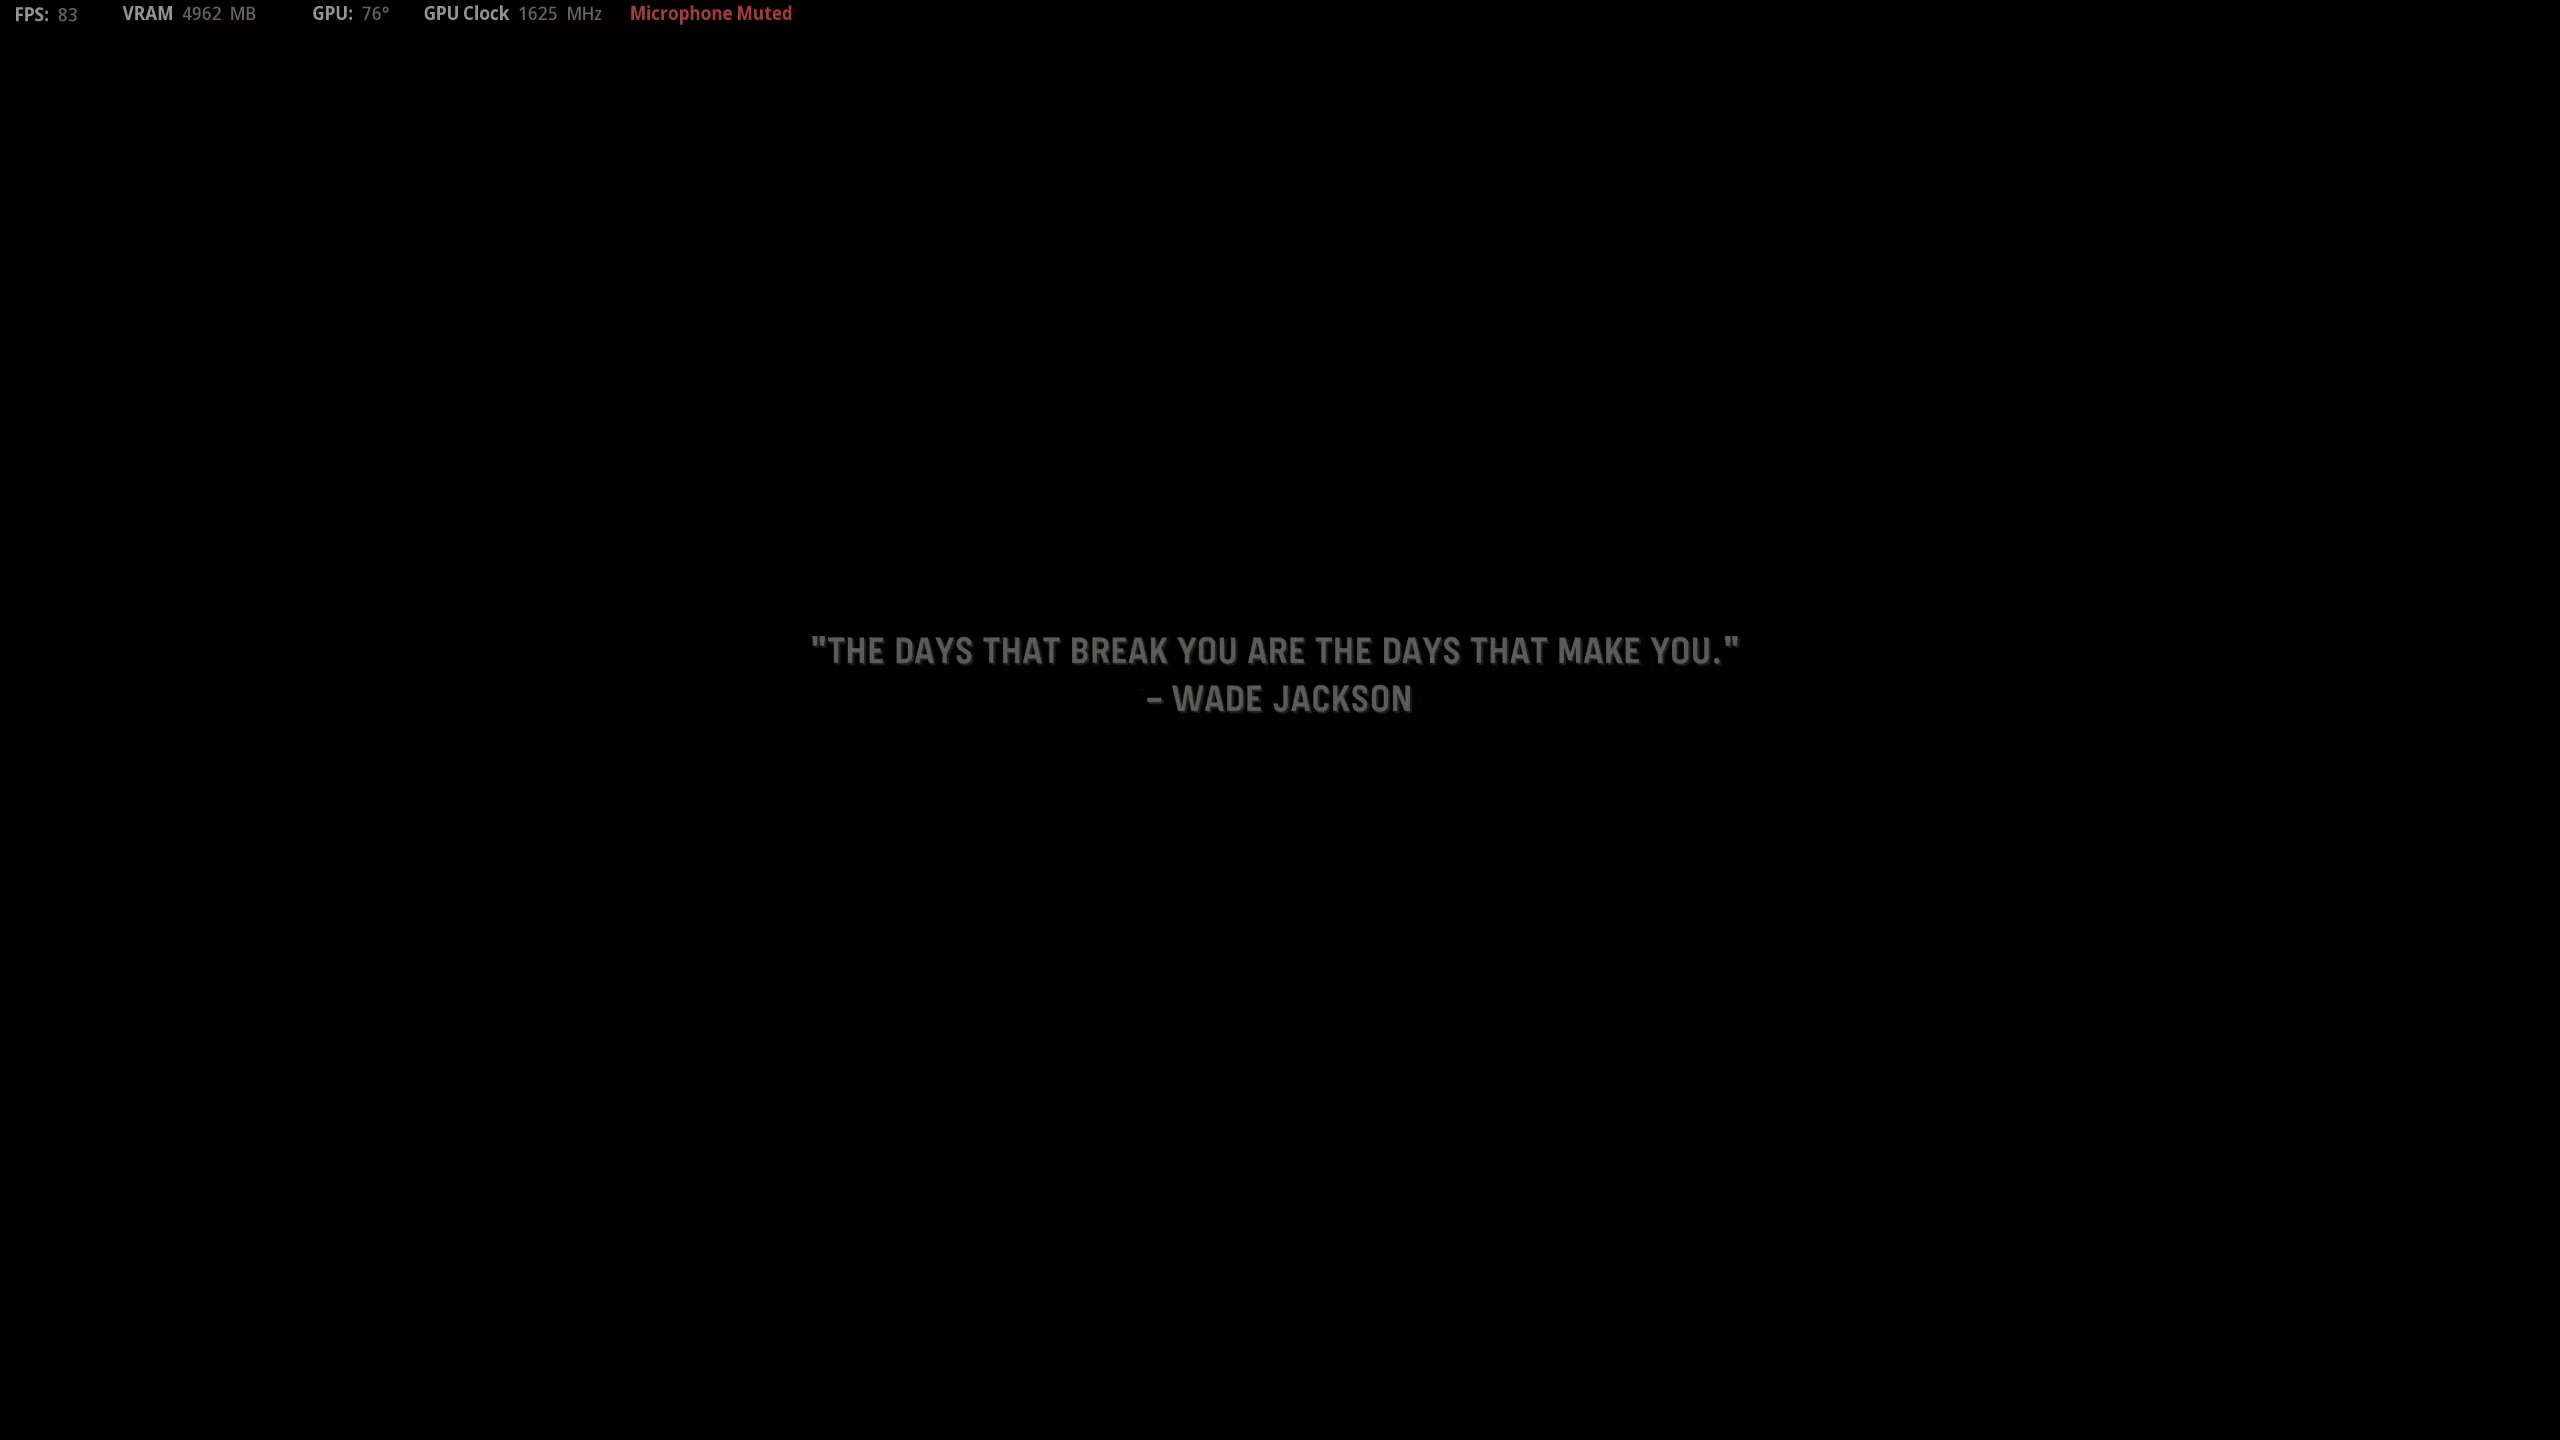 FPS: 83 VRAM 4962 MB GPU: 76° GPU Clock 1625 MHz Microphone Muted
"THE DAYS THAT BREAK YOU ARE THE DAYS THAT MAKE YOU."
– WADE JACKSON